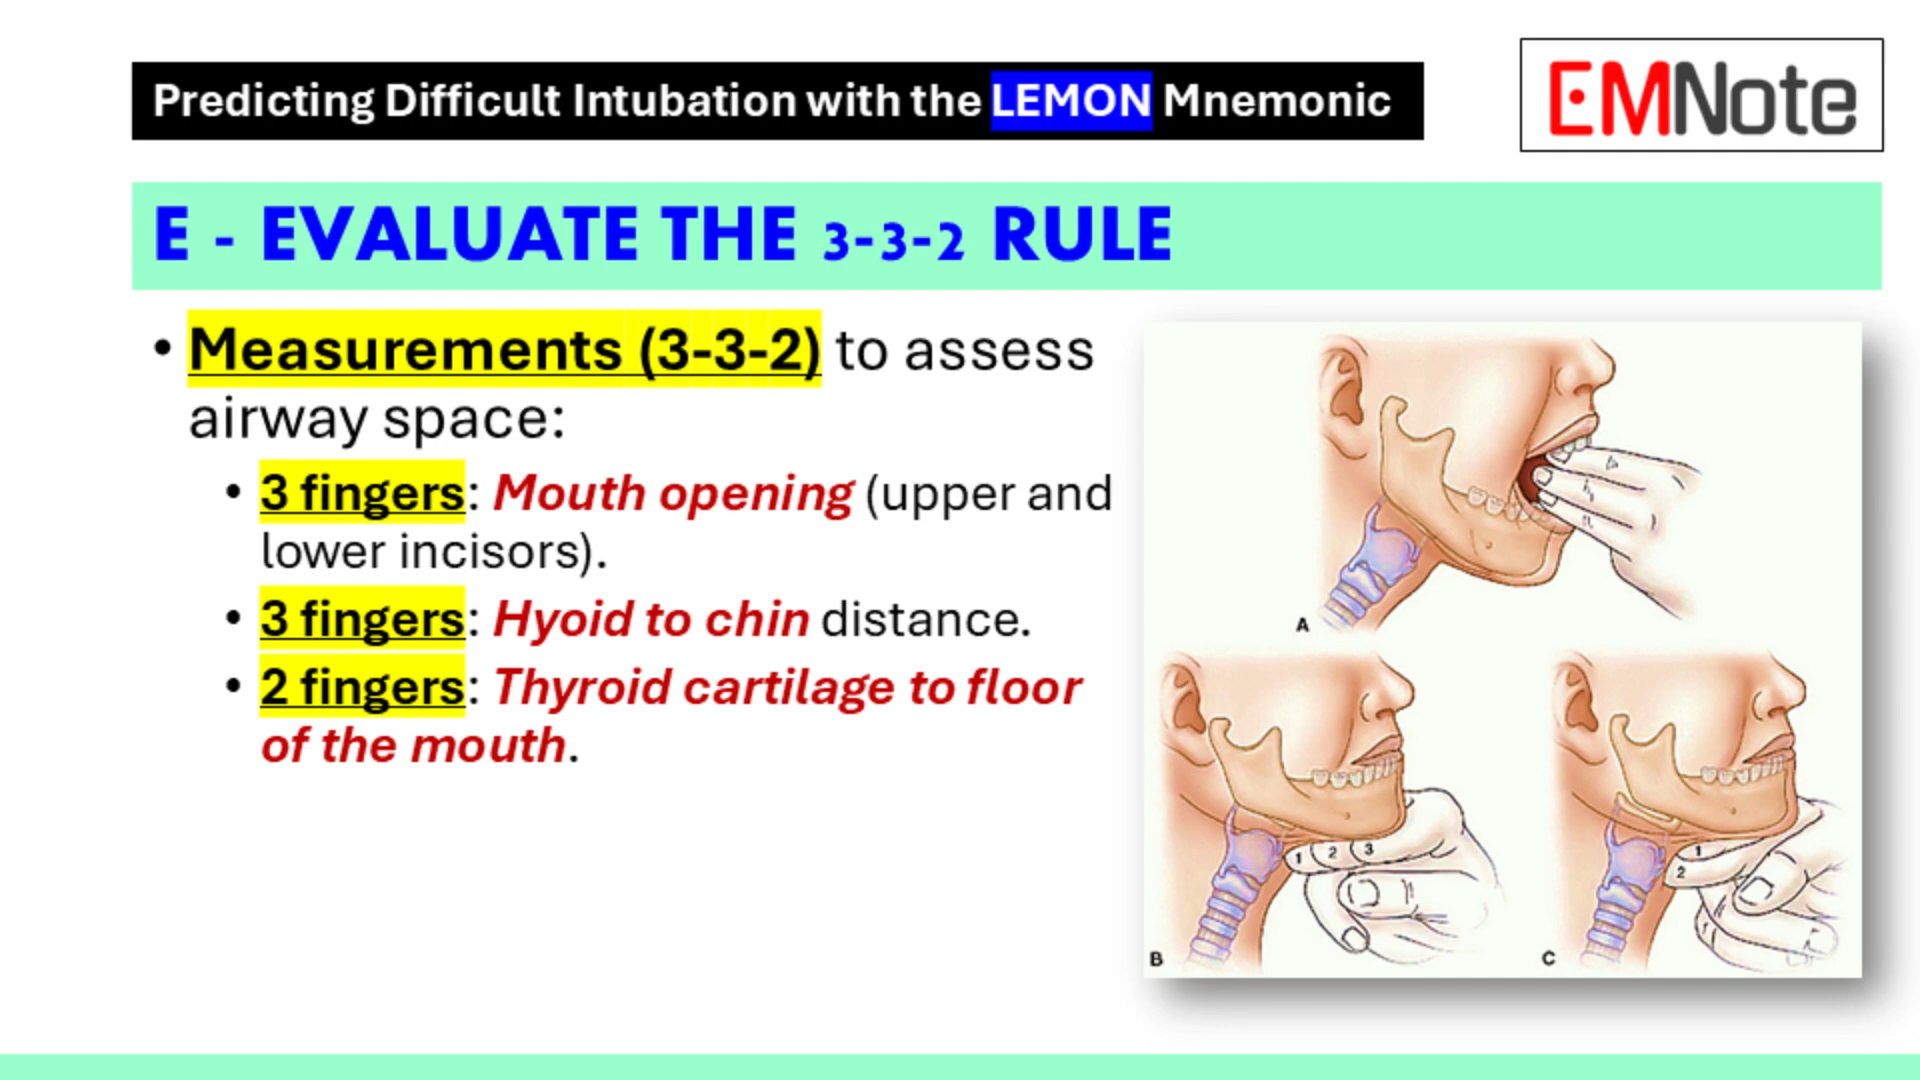 Predicting Difficult Intubation with the LEMON Mnemonic
EMNote
E - EVALUATE THE 3-3-2 RULE
• Measurements (3-3-2) to assess
airway space:
• 3 fingers: Mouth opening (upper and
lower incisors).
• 3 fingers: Hyoid to chin distance.
• 2 fingers: Thyroid cartilage to floor
of the mouth.
A
1 2 3
B
1
2
C